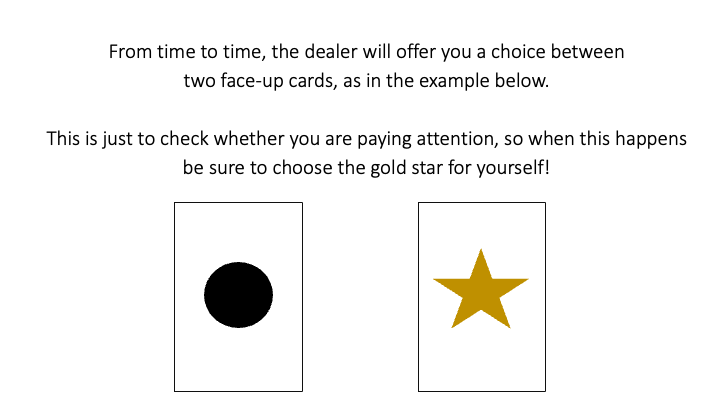 From time to time, the dealer will offer you a choice between
two face-up cards, as in the example below.
This is just to check whether you are paying attention, so when this happens
be sure to choose the gold star for yourself!